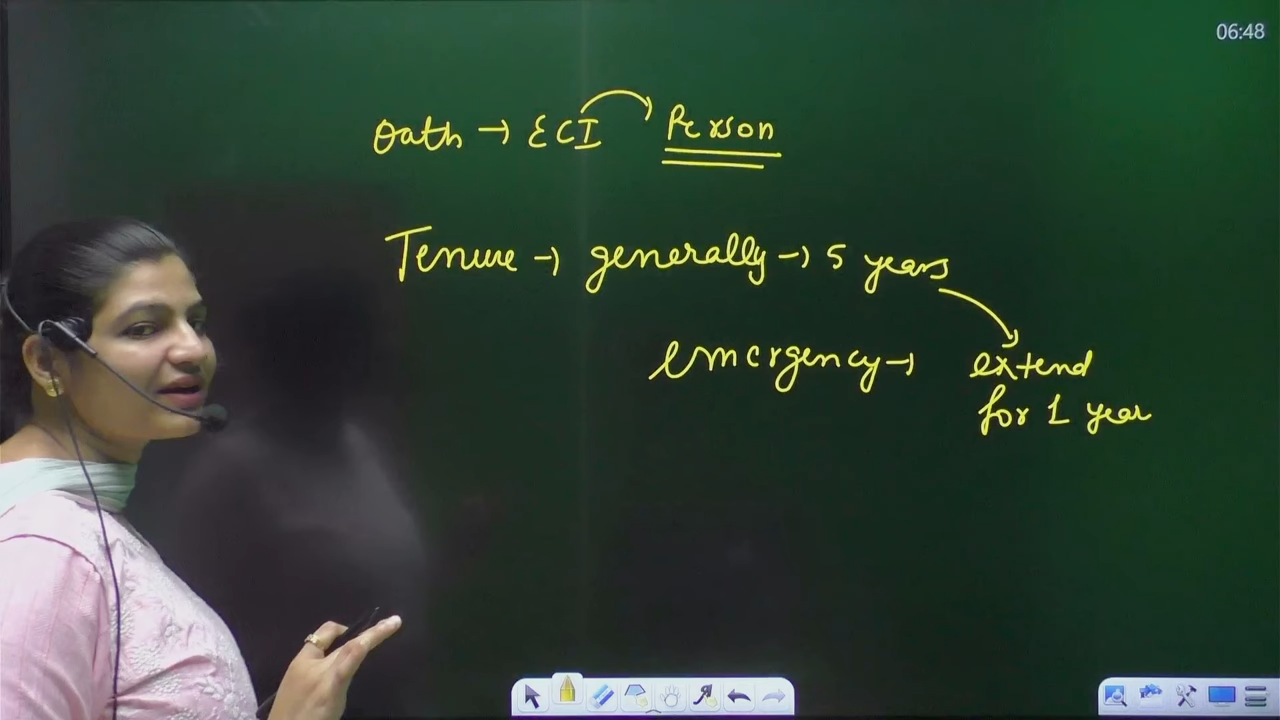 06:48
Oath → ECI → Person
Tenure → generally → 5 years
emergency → extend
for 1 year